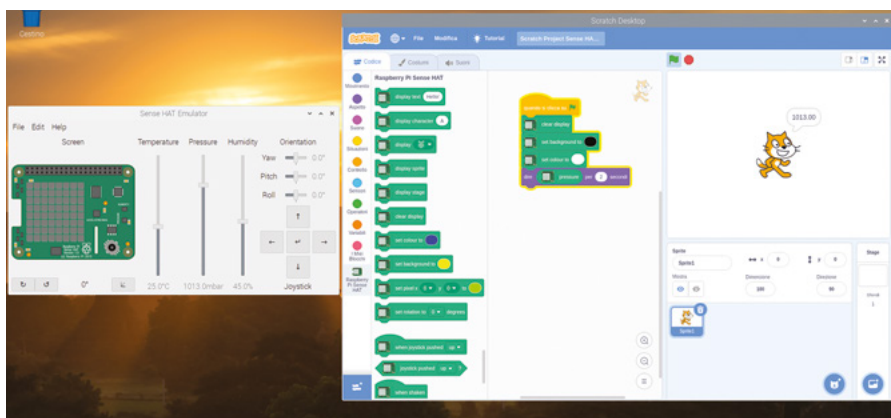 Cestino
Sense HAT Emulator
File Edit Help
Screen
Temperature Pressure Humidity Orientation
Yaw 0.0°
Pitch 0.0°
Roll 0.0°
0° 25.0°C 1013.0mbar 45.0% Joystick
Scratch Desktop
File Modifica Tutorial Scratch Project Sense HA...
Codice Costumi Suoni
Movimento
Aspetto
Suono
Situazioni
Controllo
Sensori
Operatori
Variabili
I Miei Blocchi
Raspberry Pi Sense HAT
Raspberry Pi Sense HAT
display text Hello!
display character A
display
display sprite
display stage
clear display
set colour to
set background to
set pixel x 0 y 0 to
set rotation to 0 degrees
when joystick pushed up
joystick pushed up ?
when shaken
quando si clicca su
clear display
set background to
set colour to
dire pressure per 2 secondi
1013.00
Sprite
Sprite1
x 0 y 0
Mostra
Dimensione
100
Direzione
90
Sprite1
Stage
Sfondi
1